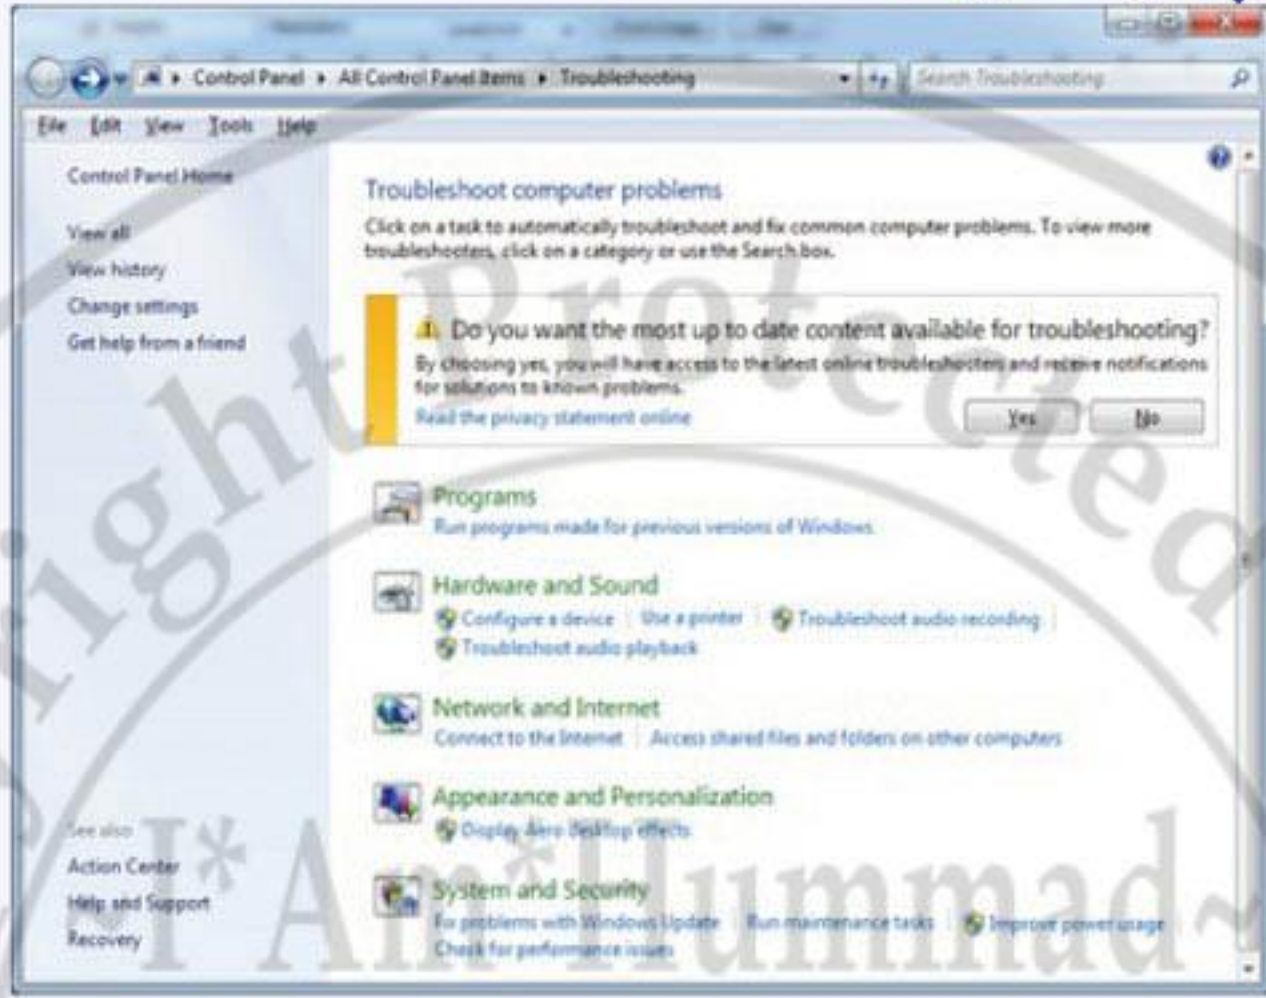 Control Panel ▸ All Control Panel Items ▸ Troubleshooting
Search Troubleshooting
File Edit View Tools Help
Control Panel Home
View all
View history
Change settings
Get help from a friend
See also
Action Center
Help and Support
Recovery
Troubleshoot computer problems
Click on a task to automatically troubleshoot and fix common computer problems. To view more
troubleshooters, click on a category or use the Search box.
Do you want the most up to date content available for troubleshooting?
By choosing yes, you will have access to the latest online troubleshooters and receive notifications
for solutions to known problems.
Read the privacy statement online
Yes No
Programs
Run programs made for previous versions of Windows
Hardware and Sound
Configure a device Use a printer Troubleshoot audio recording
Troubleshoot audio playback
Network and Internet
Connect to the Internet Access shared files and folders on other computers
Appearance and Personalization
Display Aero desktop effects
System and Security
Fix problems with Windows Update Run maintenance tasks Improve power usage
Check for performance issues
right Protected
~*I*Am*Hummad~